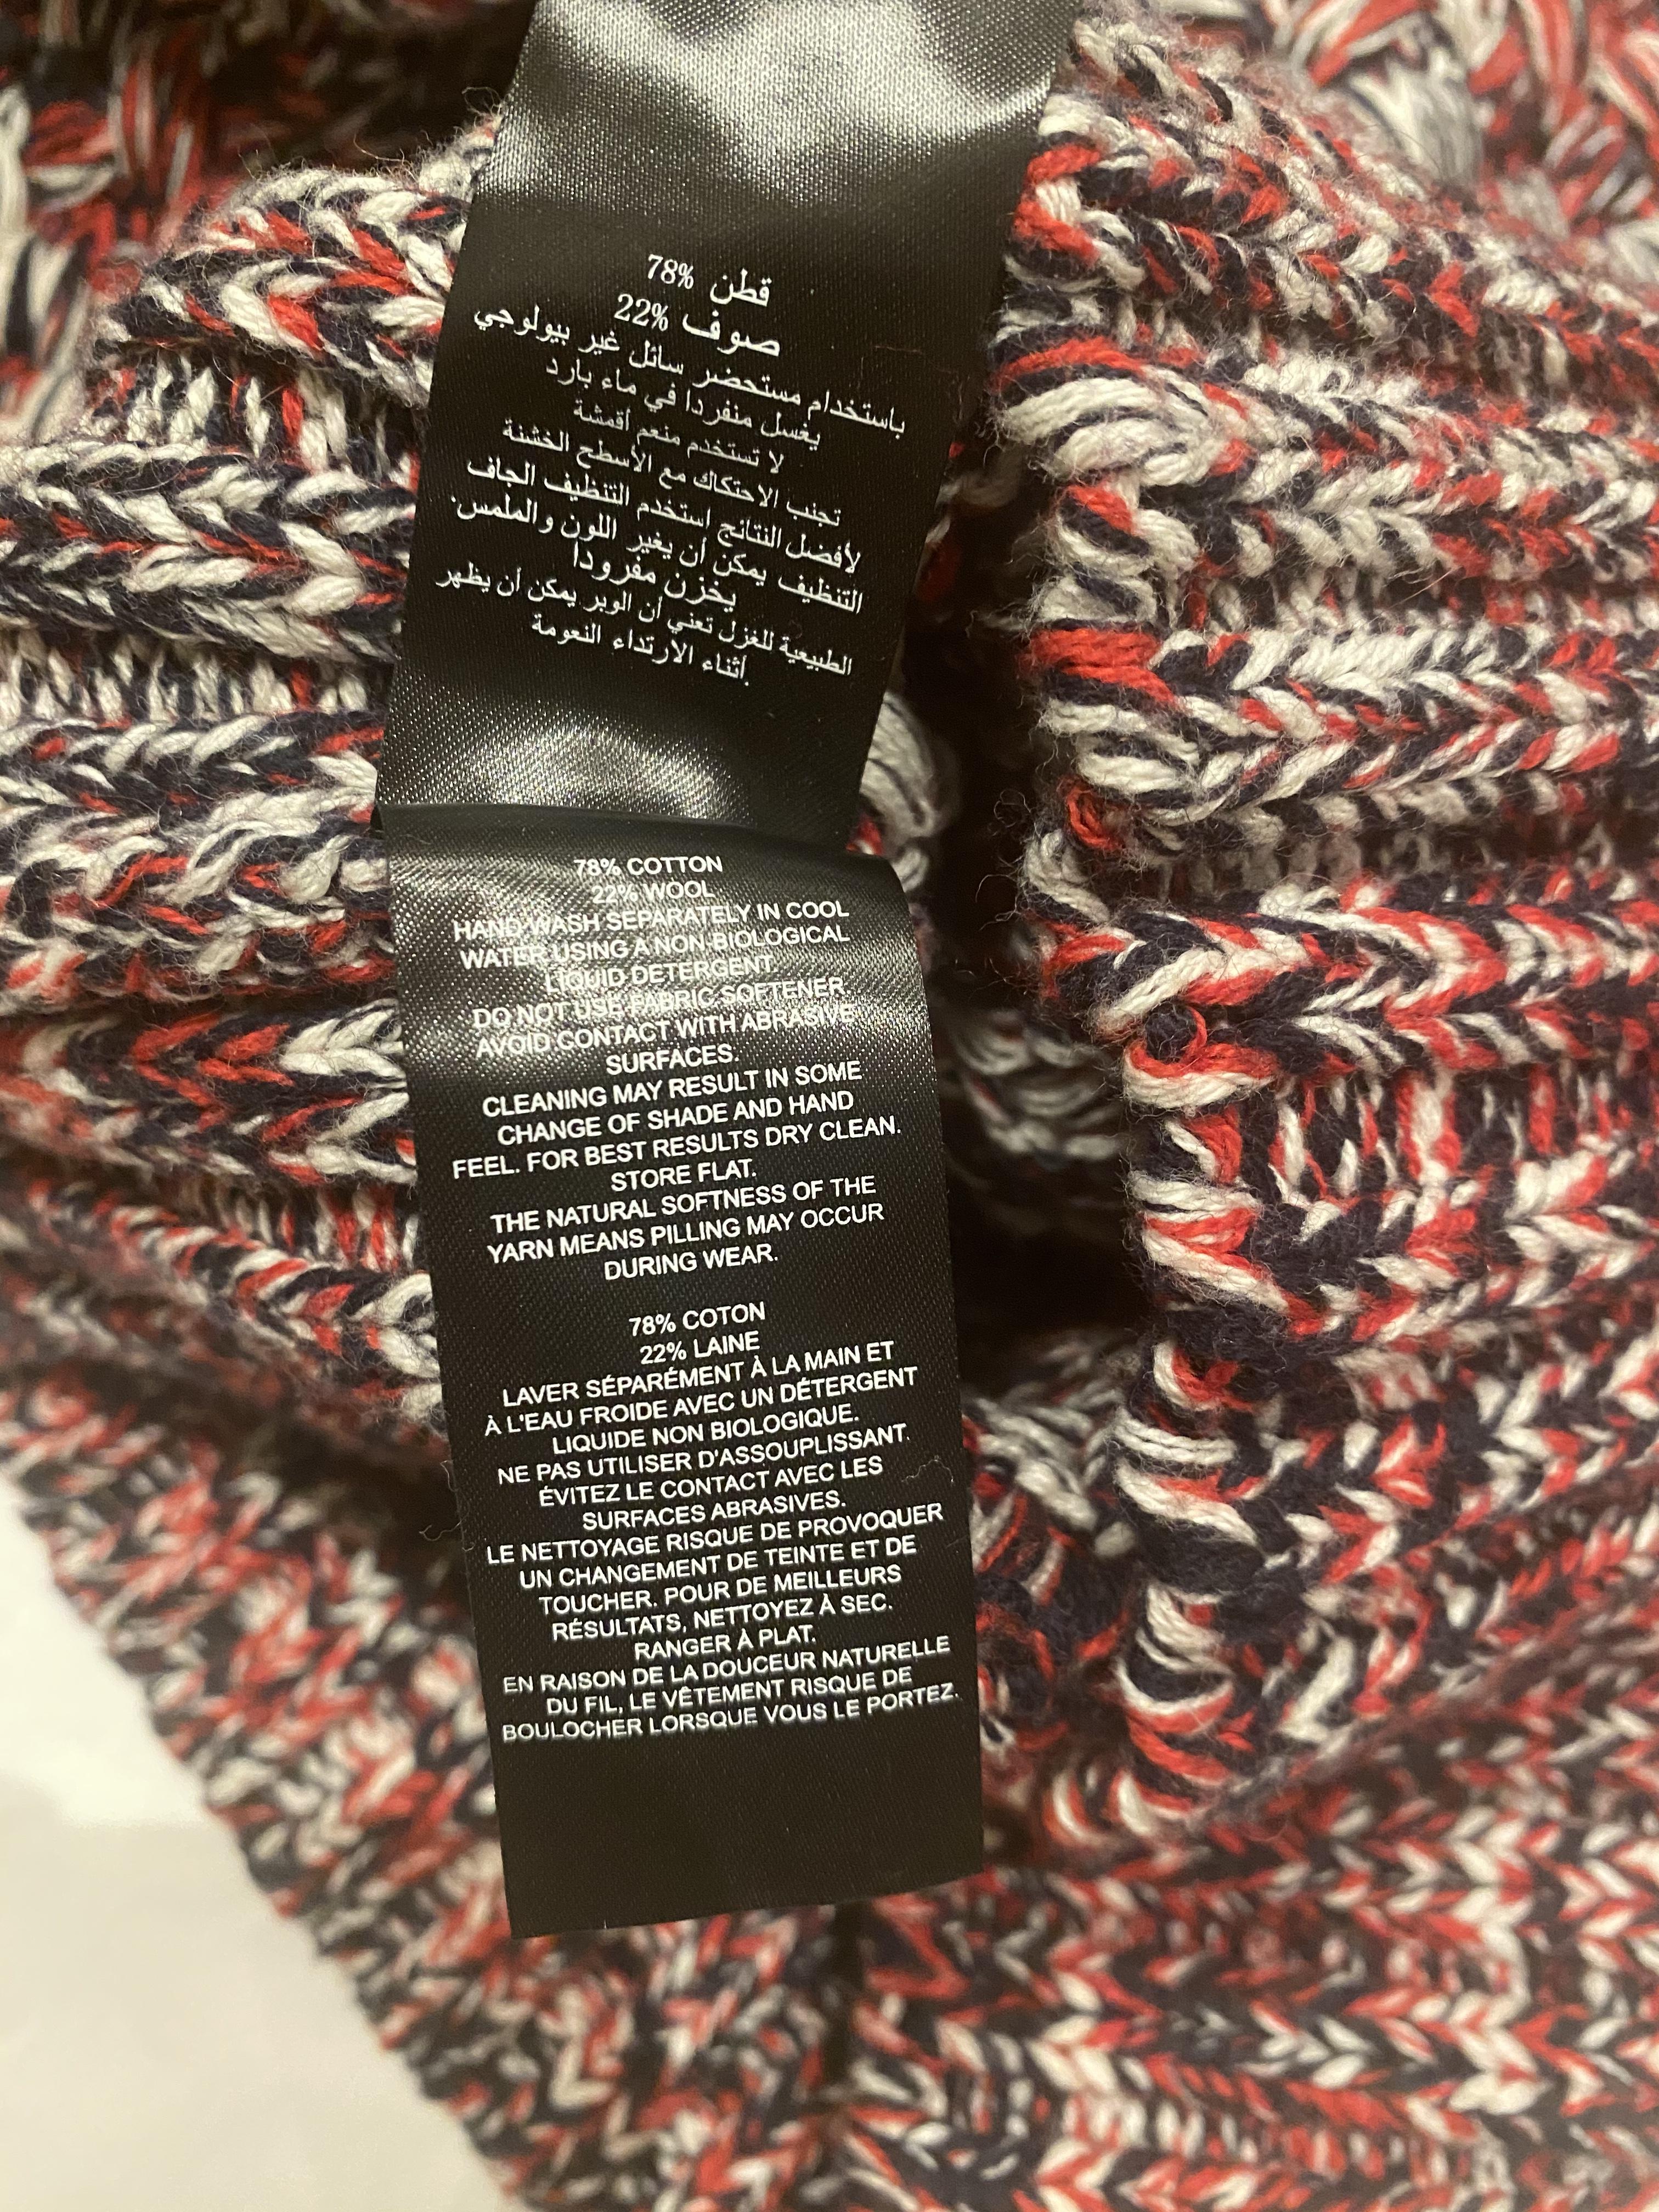 قطن 78%
صوف 22%
باستخدام مستحضر سائل غير بيولوجي
يغسل منفردا في ماء بارد
لا تستخدم منعم أقمشة
تجنب الاحتكاك مع الأسطح الخشنة
لأفضل النتائج إستخدم التنظيف الجاف
التنظيف يمكن أن يغير اللون و الملمس.
يخزن مفرودا
الطبيعية للغزل تعني أن الوبر يمكن أن يظهر
أثناء الارتداء النعومة.
78% COTTON
22% WOOL
HAND WASH SEPARATELY IN COOL
WATER USING A NON-BIOLOGICAL
LIQUID DETERGENT.
DO NOT USE FABRIC SOFTENER
AVOID CONTACT WITH ABRASIVE
SURFACES.
CLEANING MAY RESULT IN SOME
CHANGE OF SHADE AND HAND
FEEL. FOR BEST RESULTS DRY CLEAN.
STORE FLAT.
THE NATURAL SOFTNESS OF THE
YARN MEANS PILLING MAY OCCUR
DURING WEAR.
78% COTON
22% LAINE
LAVER SÉPARÉMENT À LA MAIN ET
À L'EAU FROIDE AVEC UN DÉTERGENT
LIQUIDE NON BIOLOGIQUE.
NE PAS UTILISER D'ASSOUPLISSANT.
ÉVITEZ LE CONTACT AVEC LES
SURFACES ABRASIVES.
LE NETTOYAGE RISQUE DE PROVOQUER
UN CHANGEMENT DE TEINTE ET DE
TOUCHER. POUR DE MEILLEURS
RÉSULTATS, NETTOYEZ À SEC.
RANGER À PLAT.
EN RAISON DE LA DOUCEUR NATURELLE
DU FIL, LE VÊTEMENT RISQUE DE
BOULOCHER LORSQUE VOUS LE PORTEZ.